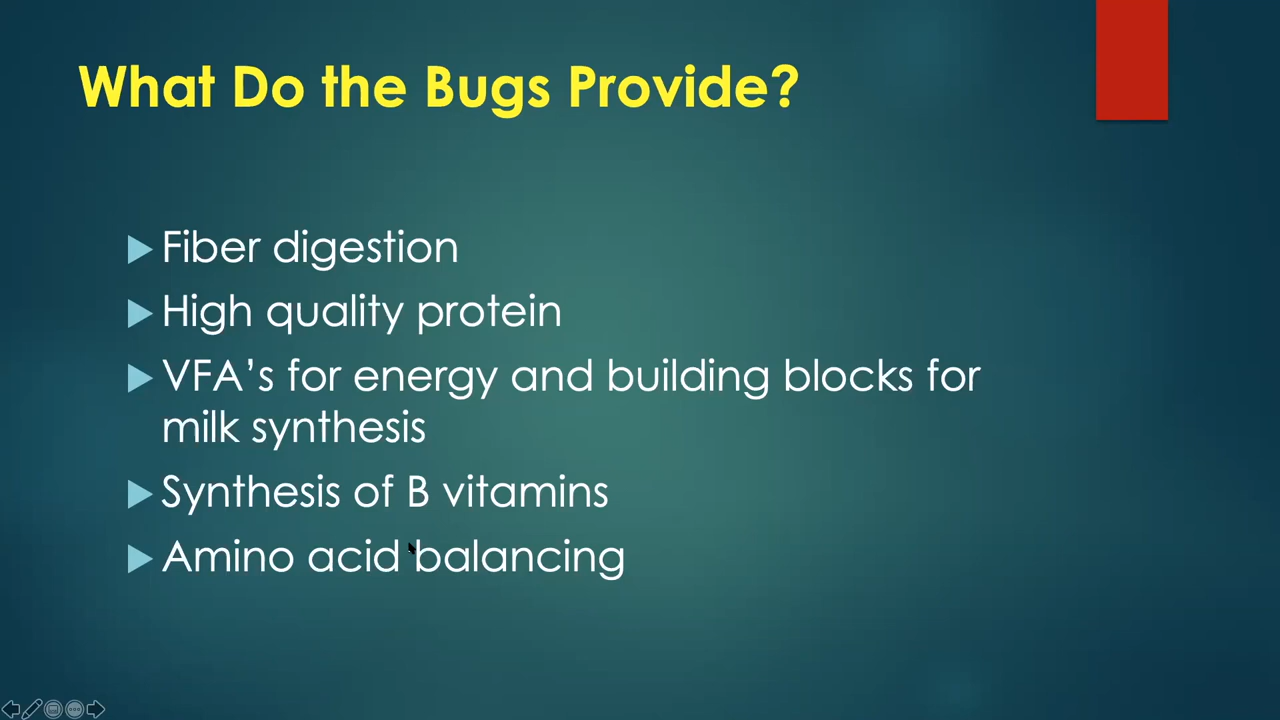 What Do the Bugs Provide?
Fiber digestion
High quality protein
VFA's for energy and building blocks for
milk synthesis
Synthesis of B vitamins
Amino acid balancing